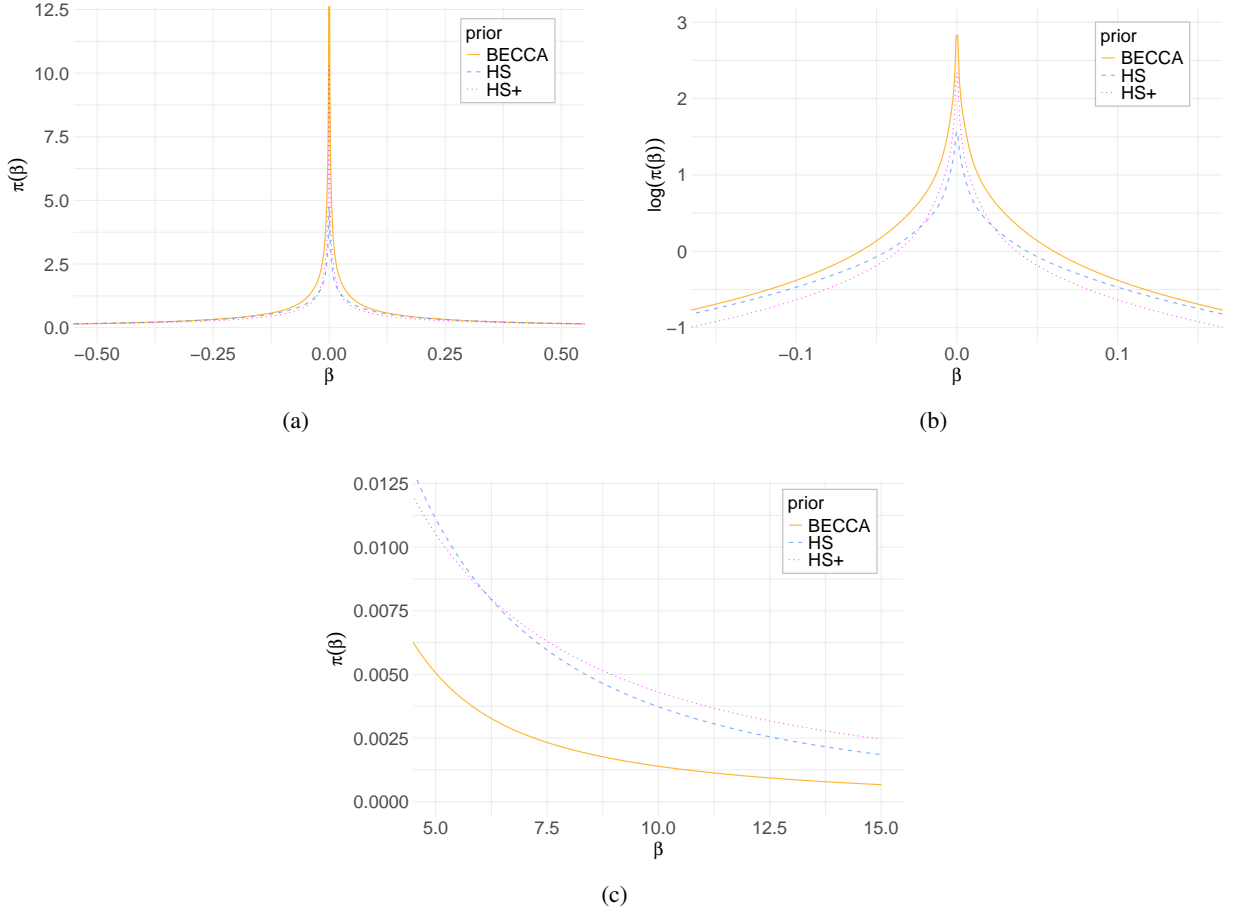 12.5
10.0
7.5
5.0
2.5
0.0
π(β)
−0.50
−0.25
0.00
0.25
0.50
β
prior
BECCA
HS
HS+
(a)
3
2
1
0
−1
log(π(β))
−0.1
0.0
0.1
β
prior
BECCA
HS
HS+
(b)
0.0125
0.0100
0.0075
0.0050
0.0025
0.0000
π(β)
5.0
7.5
10.0
12.5
15.0
β
prior
BECCA
HS
HS+
(c)